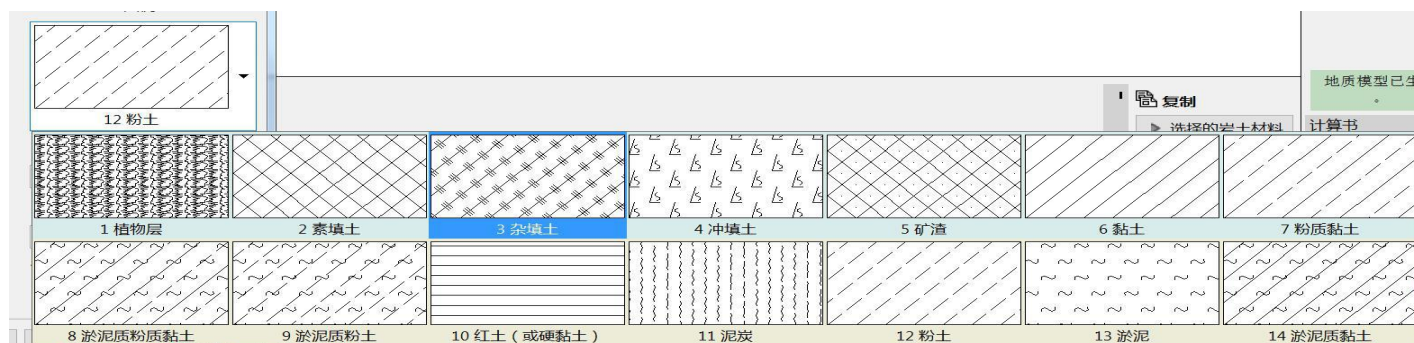 12 粉土
复制
地质模型已生
。
选择的岩土材料
计算书
1 植物层
2 素填土
3 杂填土
4 冲填土
5 矿渣
6 黏土
7 粉质黏土
8 淤泥质粉质黏土
9 淤泥质粉土
10 红土（或硬黏土）
11 泥炭
12 粉土
13 淤泥
14 淤泥质黏土